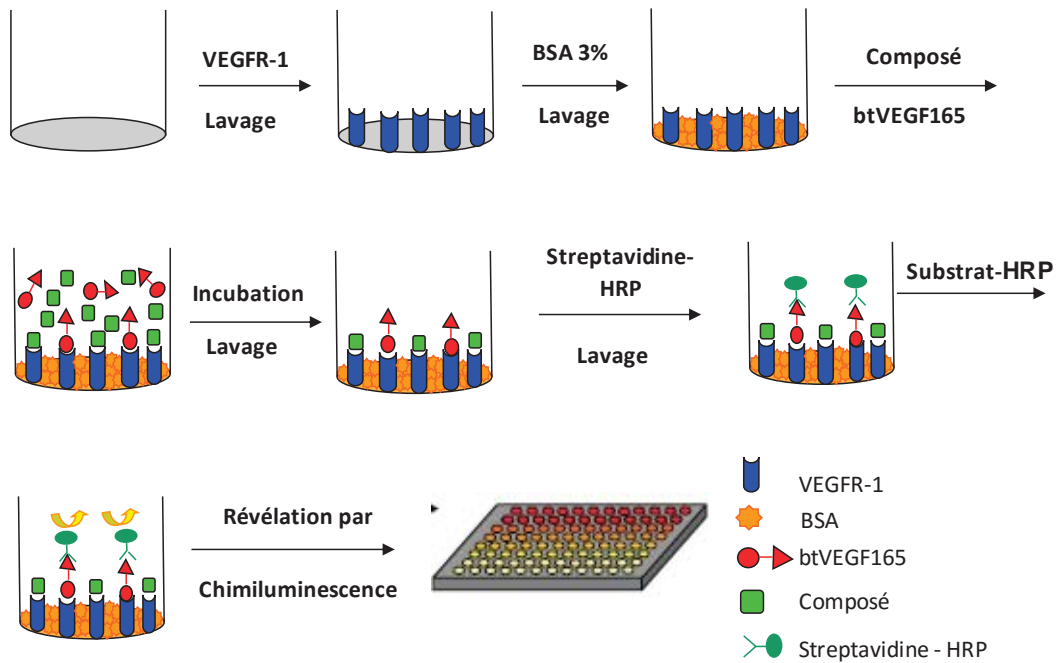 VEGFR-1
Lavage
BSA 3%
Lavage
Composé
btVEGF165
Incubation
Lavage
Streptavidine-
HRP
Lavage
Substrat-HRP
Révélation par
Chimiluminescence
VEGFR-1
BSA
btVEGF165
Composé
Streptavidine - HRP